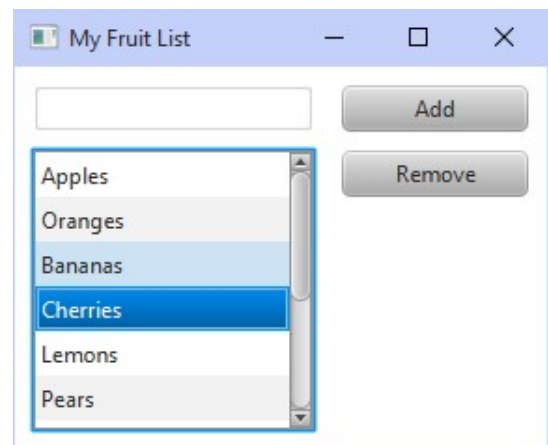 My Fruit List
Add
Remove
Apples
Oranges
Bananas
Cherries
Lemons
Pears